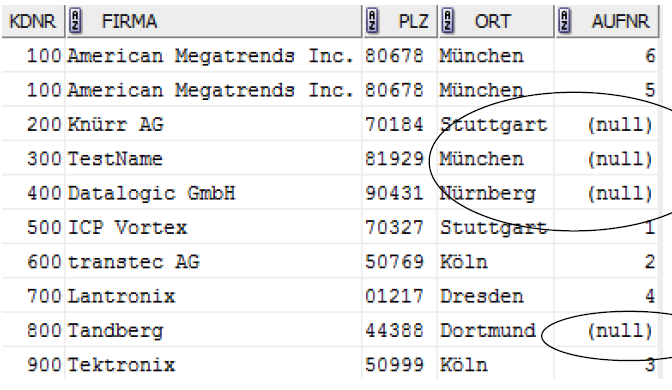 KDNR FIRMA PLZ ORT AUFNR
100 American Megatrends Inc. 80678 München 6
100 American Megatrends Inc. 80678 München 5
200 Knürr AG 70184 Stuttgart (null)
300 TestName 81929 München (null)
400 Datalogic GmbH 90431 Nürnberg (null)
500 ICP Vortex 70327 Stuttgart 1
600 transtec AG 50769 Köln 2
700 Lantronix 01217 Dresden 4
800 Tandberg 44388 Dortmund (null)
900 Tektronix 50999 Köln 3